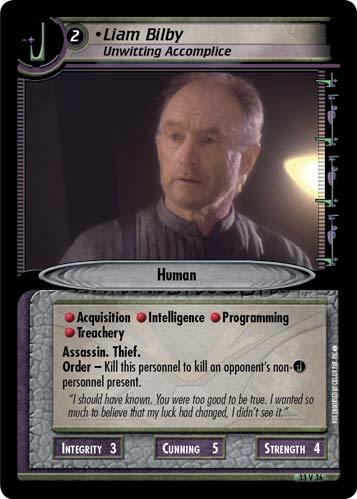 2
•Liam Bilby
Unwitting Accomplice
Human
Acquisition Intelligence Programming
Treachery
Assassin. Thief.
Order – Kill this personnel to kill an opponent's non-
personnel present.
"I should have known. You were too good to be true. I wanted so
much to believe that my luck had changed, I didn't see it."
INTEGRITY 3 CUNNING 5 STRENGTH 4
33 V 36